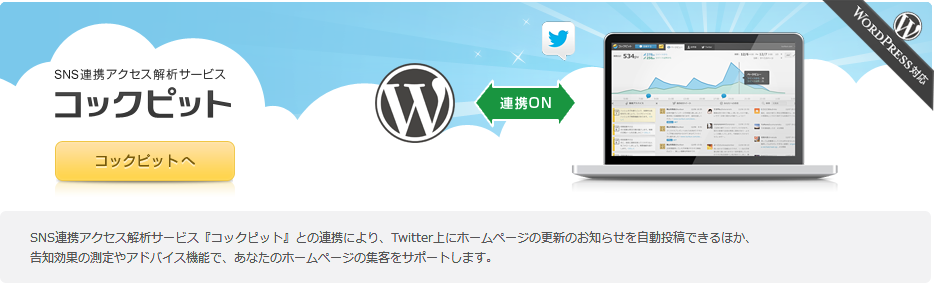 SNS連携アクセス解析サービス
コックピット
コックピットへ
連携ON
534
WORDPRESS対応
SNS連携アクセス解析サービス『コックピット』との連携により、Twitter上にホームページの更新のお知らせを自動投稿できるほか、
告知効果の測定やアドバイス機能で、あなたのホームページの集客をサポートします。